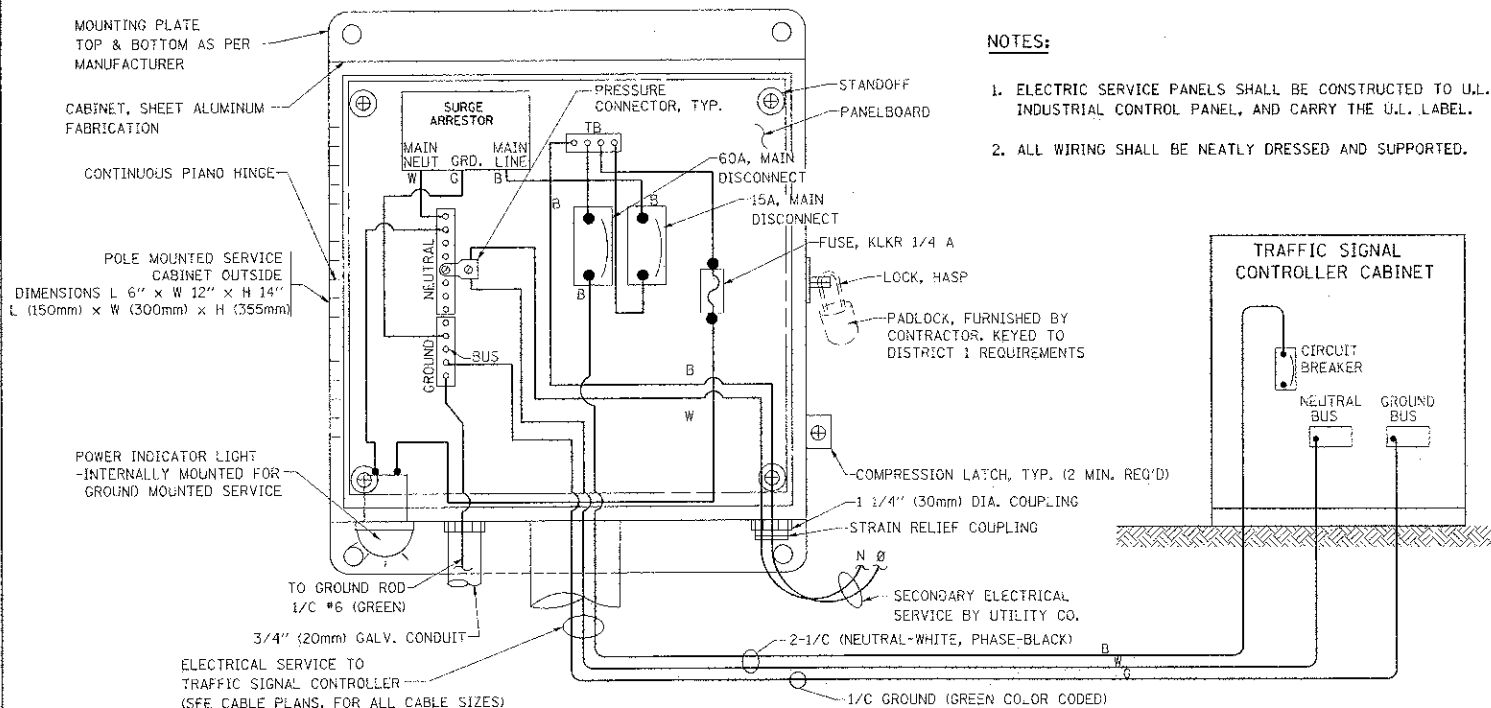 MOUNTING PLATE
TOP & BOTTOM AS PER
MANUFACTURER
CABINET, SHEET ALUMINUM
FABRICATION
CONTINUOUS PIANO HINGE
POLE MOUNTED SERVICE
CABINET OUTSIDE
DIMENSIONS L 6" x W 12" x H 14"
L (150mm) x W (300mm) x H (355mm)
POWER INDICATOR LIGHT
-INTERNALLY MOUNTED FOR
GROUND MOUNTED SERVICE
TO GROUND ROD
1/C #6 (GREEN)
3/4" (20mm) GALV. CONDUIT
ELECTRICAL SERVICE TO
TRAFFIC SIGNAL CONTROLLER
(SEE CABLE PLANS, FOR ALL CABLE SIZES)
SURGE
ARRESTOR
MAIN
NEUT
GRD.
MAIN
LINE
W
G
B
PRESSURE
CONNECTOR, TYP.
TB
NEUTRAL
GROUND
BUS
B
B
B
B
W
STANDOFF
PANELBOARD
60A, MAIN
DISCONNECT
15A, MAIN
DISCONNECT
FUSE, KLKR 1/4 A
LOCK, HASP
PADLOCK, FURNISHED BY
CONTRACTOR. KEYED TO
DISTRICT 1 REQUIREMENTS
COMPRESSION LATCH, TYP. (2 MIN. REQ'D)
1 1/4" (30mm) DIA. COUPLING
STRAIN RELIEF COUPLING
N Ø
SECONDARY ELECTRICAL
SERVICE BY UTILITY CO.
2-1/C (NEUTRAL-WHITE, PHASE-BLACK)
B
W
G
1/C GROUND (GREEN COLOR CODED)
NOTES:
1. ELECTRIC SERVICE PANELS SHALL BE CONSTRUCTED TO U.L.
INDUSTRIAL CONTROL PANEL, AND CARRY THE U.L. LABEL.
2. ALL WIRING SHALL BE NEATLY DRESSED AND SUPPORTED.
TRAFFIC SIGNAL
CONTROLLER CABINET
CIRCUIT
BREAKER
NEUTRAL
BUS
GROUND
BUS